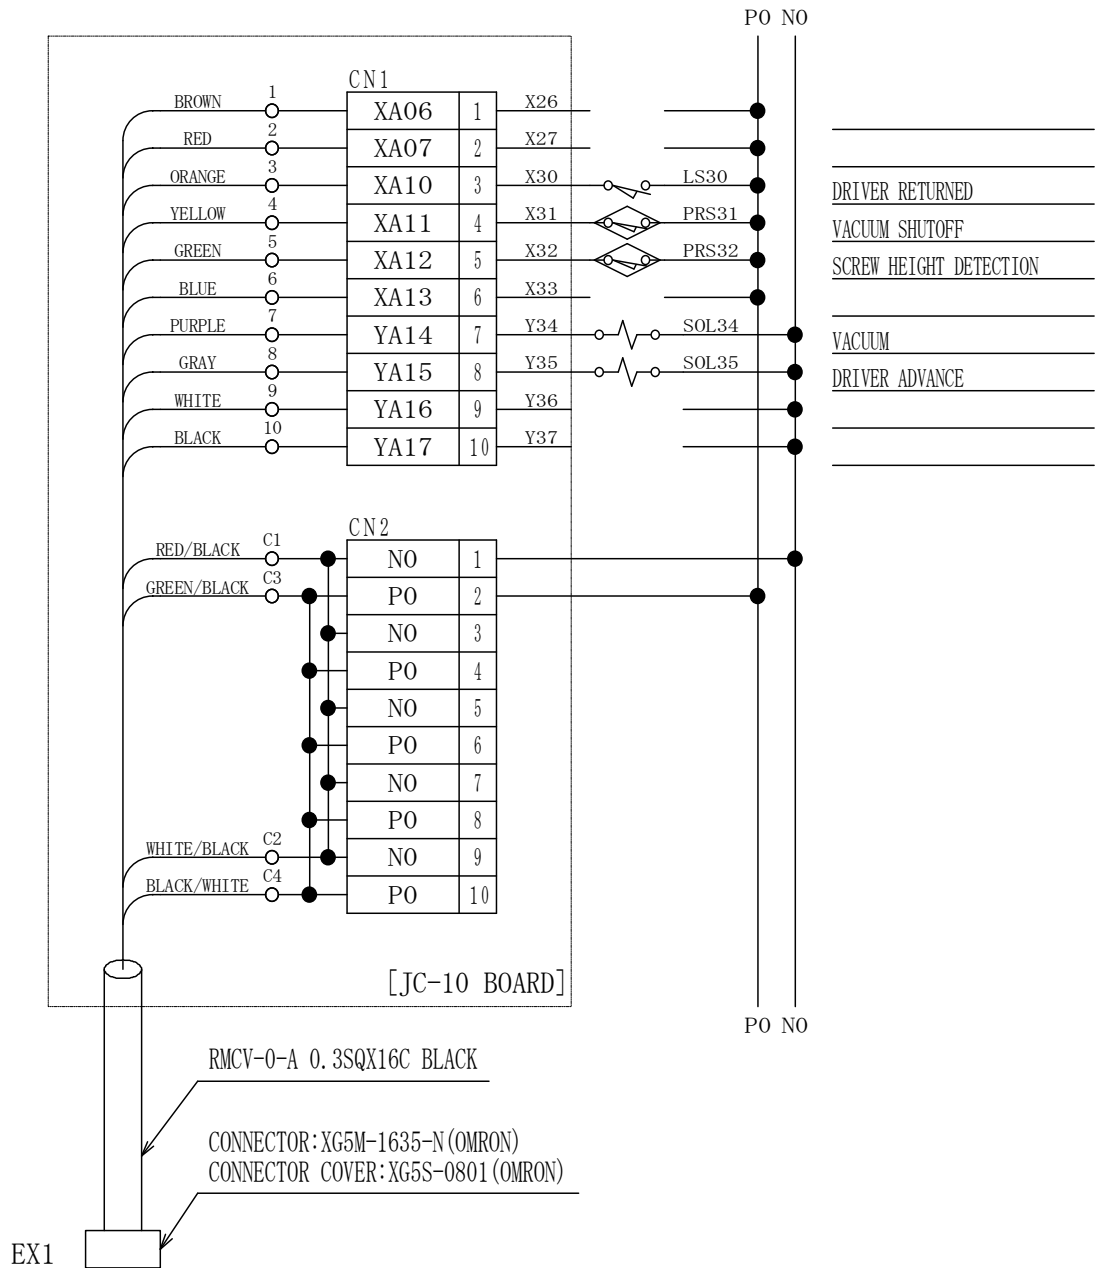 P0 N0
CN1
BROWN 1 XA06 1 X26
RED 2 XA07 2 X27
ORANGE 3 XA10 3 X30 LS30 DRIVER RETURNED
YELLOW 4 XA11 4 X31 PRS31 VACUUM SHUTOFF
GREEN 5 XA12 5 X32 PRS32 SCREW HEIGHT DETECTION
BLUE 6 XA13 6 X33
PURPLE 7 YA14 7 Y34 SOL34 VACUUM
GRAY 8 YA15 8 Y35 SOL35 DRIVER ADVANCE
WHITE 9 YA16 9 Y36
BLACK 10 YA17 10 Y37
CN2
RED/BLACK C1 N0 1
GREEN/BLACK C3 P0 2
N0 3
P0 4
N0 5
P0 6
N0 7
P0 8
WHITE/BLACK C2 N0 9
BLACK/WHITE C4 P0 10
[JC-10 BOARD]
P0 N0
RMCV-0-A 0.3SQX16C BLACK
CONNECTOR:XG5M-1635-N(OMRON)
CONNECTOR COVER:XG5S-0801(OMRON)
EX1